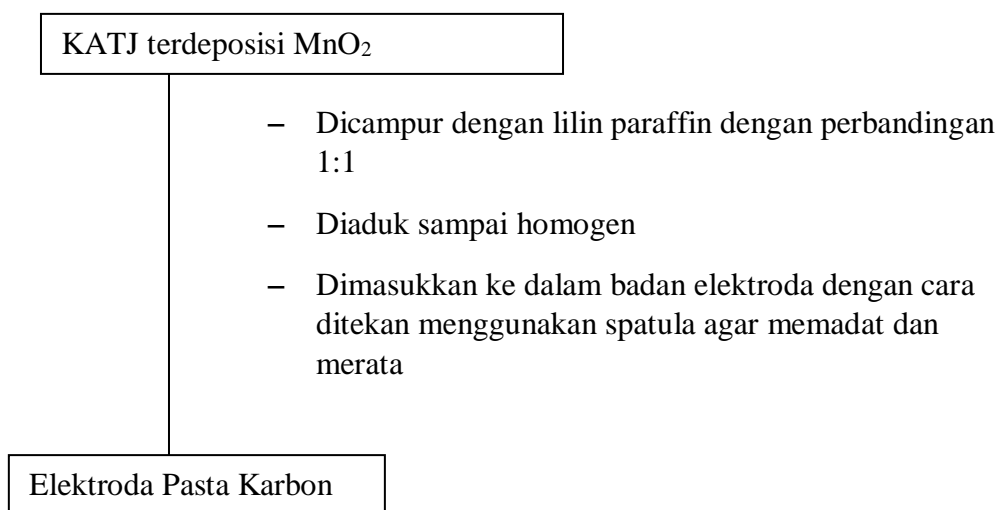 KATJ terdeposisi MnO₂
– Dicampur dengan lilin paraffin dengan perbandingan
1:1
– Diaduk sampai homogen
– Dimasukkan ke dalam badan elektroda dengan cara
ditekan menggunakan spatula agar memadat dan
merata
Elektroda Pasta Karbon